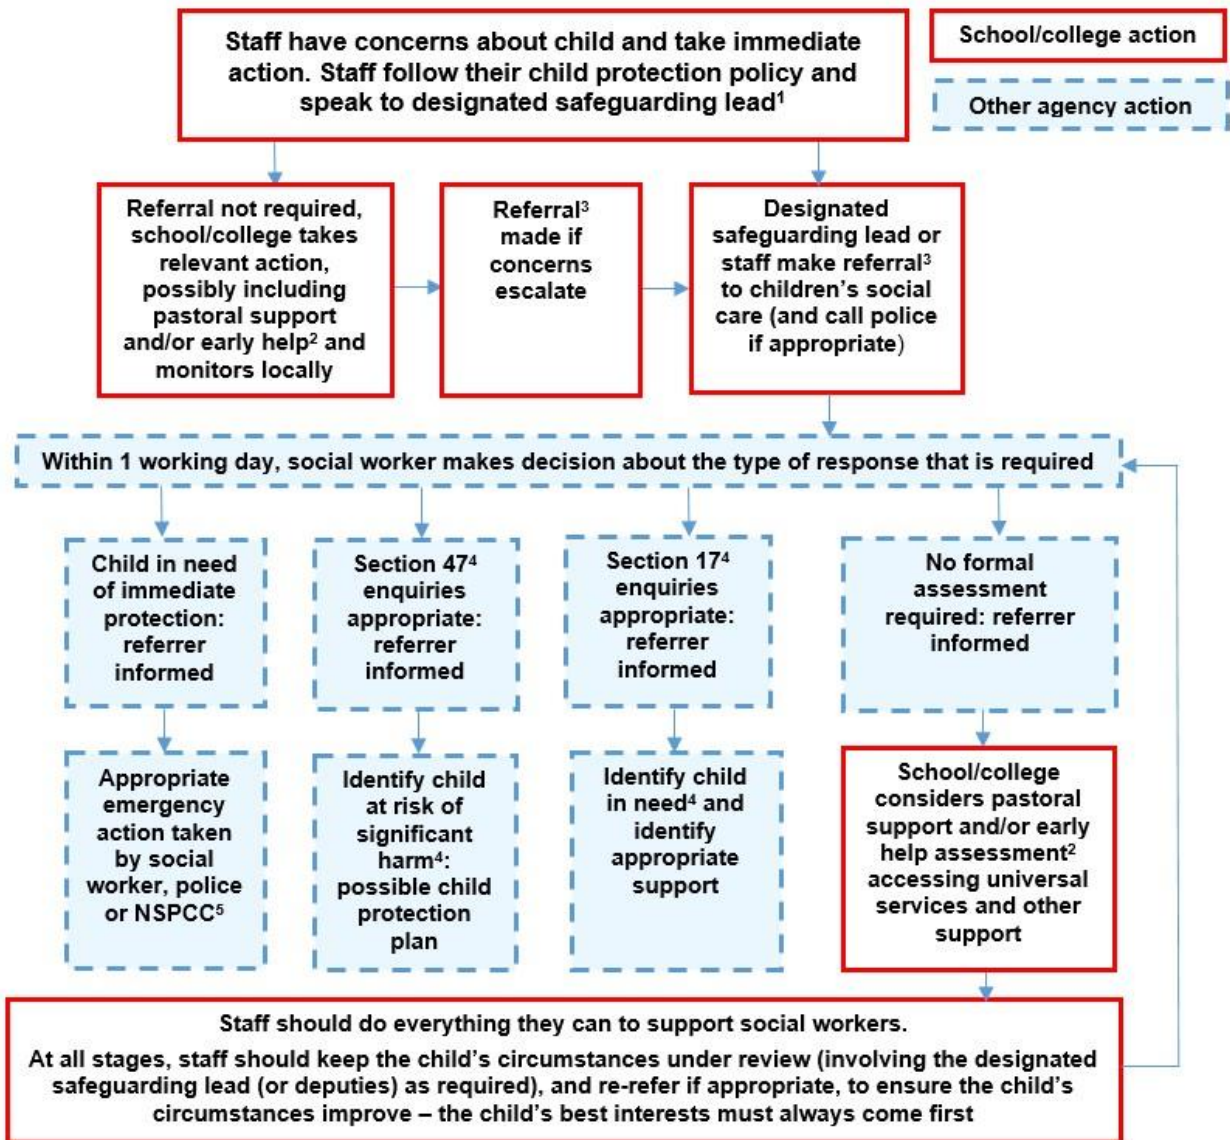 Staff have concerns about child and take immediate
action. Staff follow their child protection policy and
speak to designated safeguarding lead¹
School/college action
Other agency action
Referral not required,
school/college takes
relevant action,
possibly including
pastoral support
and/or early help² and
monitors locally
Referral³
made if
concerns
escalate
Designated
safeguarding lead or
staff make referral³
to children’s social
care (and call police
if appropriate)
Within 1 working day, social worker makes decision about the type of response that is required
Child in need
of immediate
protection:
referrer
informed
Section 47⁴
enquiries
appropriate:
referrer
informed
Section 17⁴
enquiries
appropriate:
referrer
informed
No formal
assessment
required: referrer
informed
Appropriate
emergency
action taken
by social
worker, police
or NSPCC⁵
Identify child
at risk of
significant
harm⁴:
possible child
protection
plan
Identify child
in need⁴ and
identify
appropriate
support
School/college
considers pastoral
support and/or early
help assessment²
accessing universal
services and other
support
Staff should do everything they can to support social workers.
At all stages, staff should keep the child’s circumstances under review (involving the designated
safeguarding lead (or deputies) as required), and re-refer if appropriate, to ensure the child’s
circumstances improve – the child’s best interests must always come first